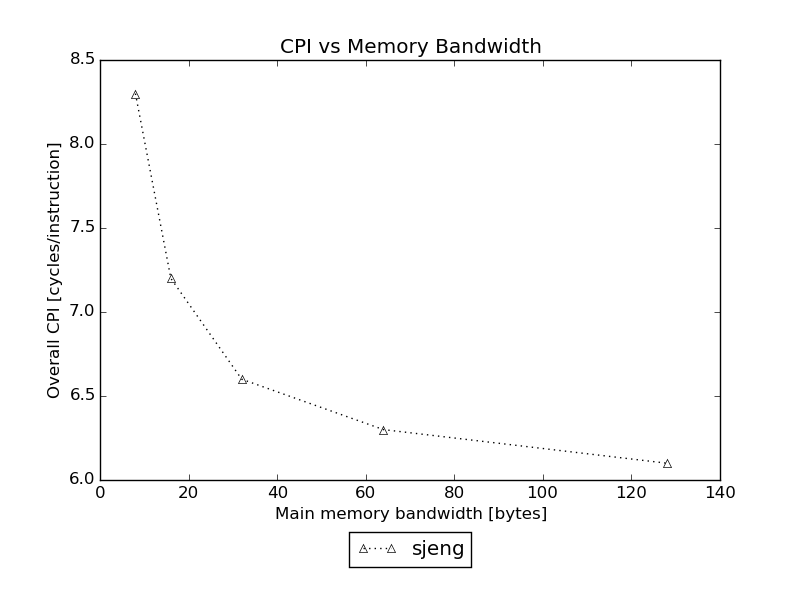 CPI vs Memory Bandwidth
8.5
8.0
7.5
7.0
6.5
6.0
Overall CPI [cycles/instruction]
0 20 40 60 80 100 120 140
Main memory bandwidth [bytes]
sjeng